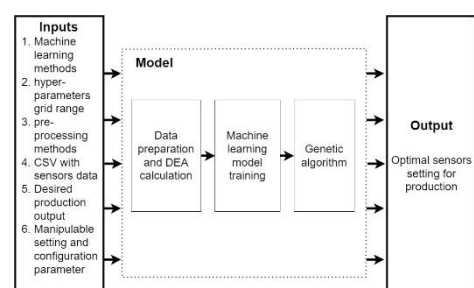 Inputs
1. Machine
learning
methods
2. hyper-
parameters
grid range
3. pre-
processing
methods
4. CSV with
sensors data
5. Desired
production
output
6. Manipulable
setting and
configuration
parameter
Model
Data
preparation
and DEA
calculation
Machine
learning
model
training
Genetic
algorithm
Output
Optimal sensors
setting for
production